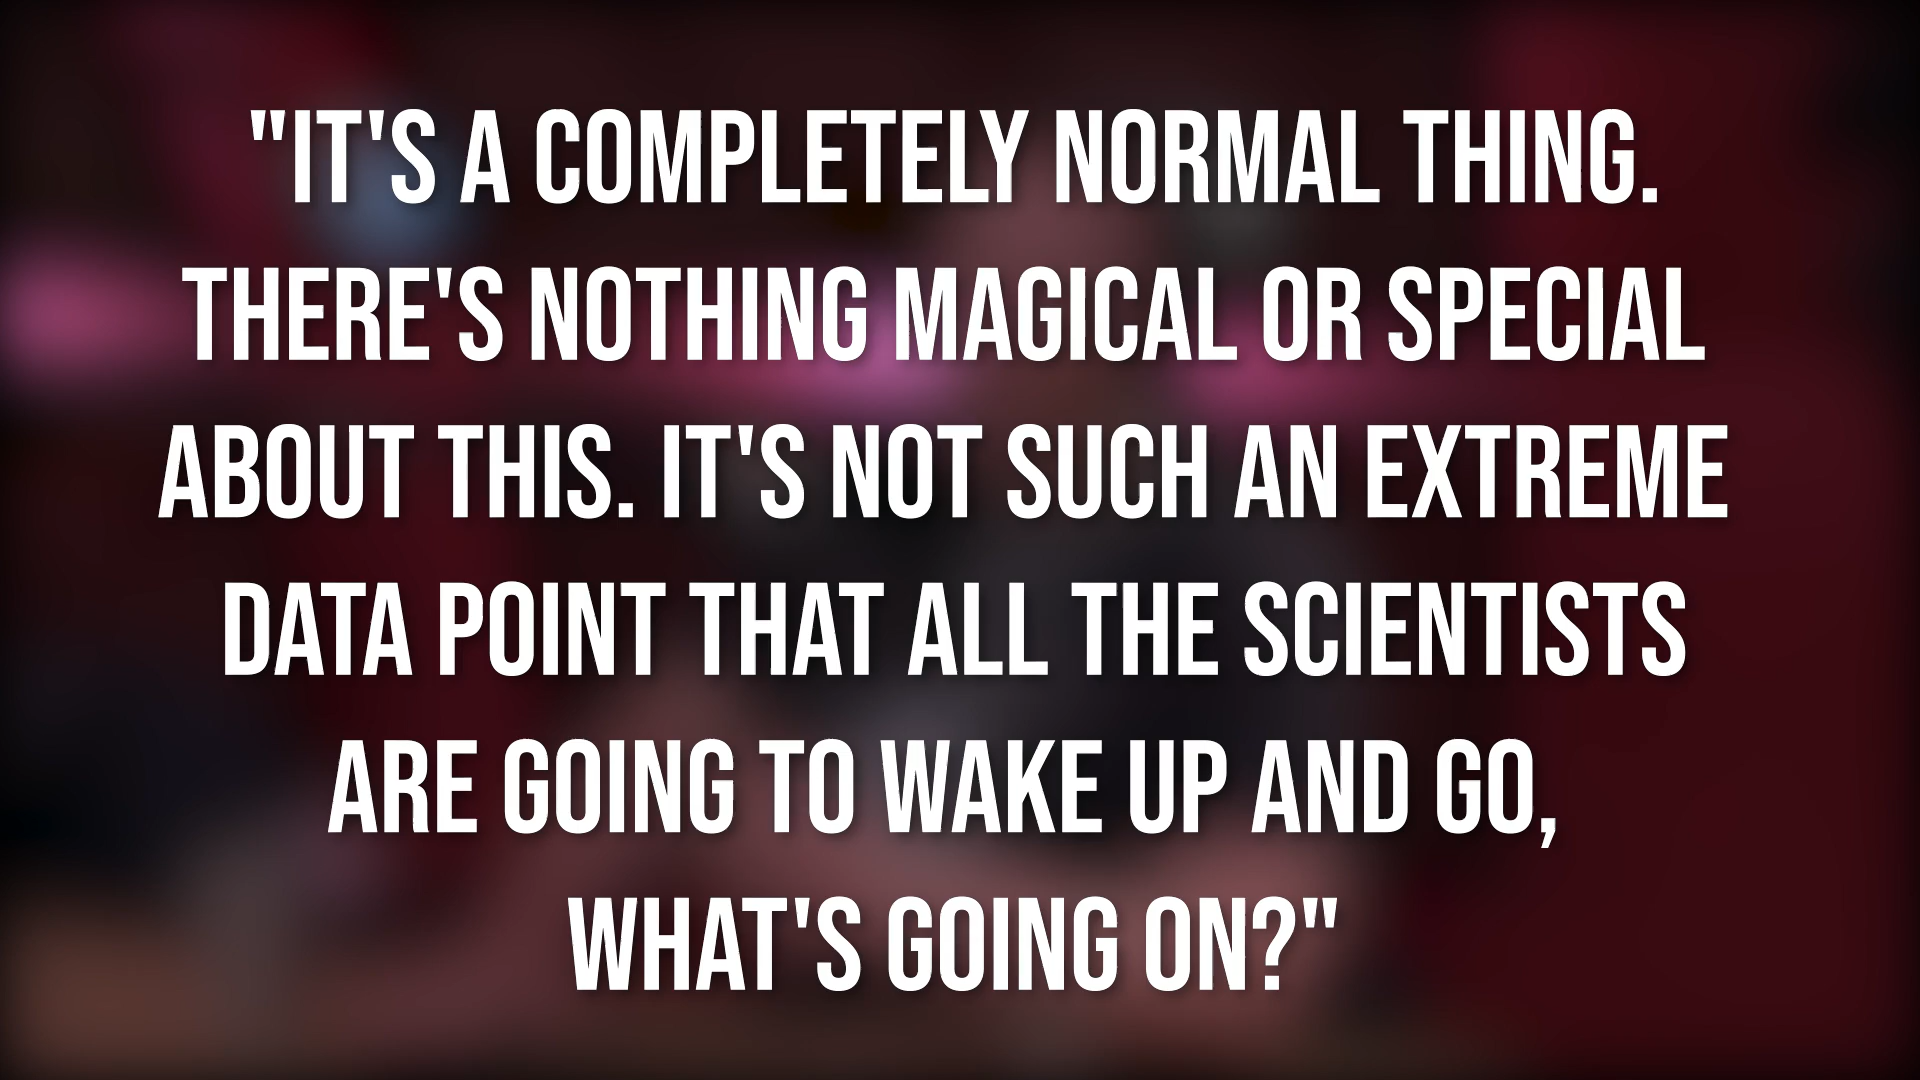 "IT'S A COMPLETELY NORMAL THING.
THERE'S NOTHING MAGICAL OR SPECIAL
ABOUT THIS. IT'S NOT SUCH AN EXTREME
DATA POINT THAT ALL THE SCIENTISTS
ARE GOING TO WAKE UP AND GO,
WHAT'S GOING ON?"